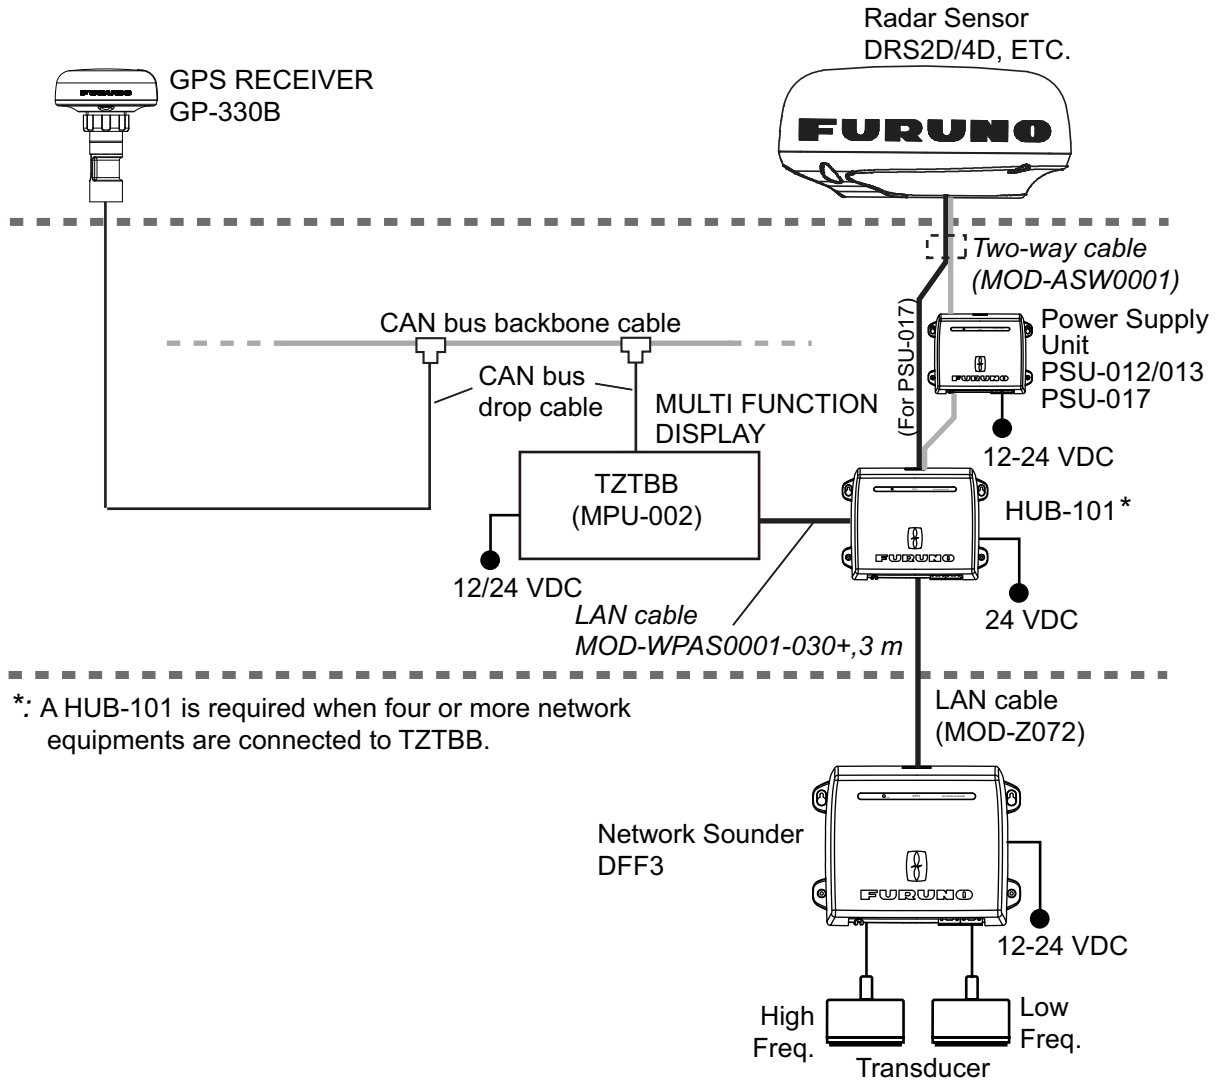 Radar Sensor
DRS2D/4D, ETC.
GPS RECEIVER
GP-330B
FURUNO
FURUNO
Two-way cable
(MOD-ASW0001)
CAN bus backbone cable
(For PSU-017)
Power Supply
Unit
PSU-012/013
PSU-017
FURUNO
CAN bus
drop cable
MULTI FUNCTION
DISPLAY
12-24 VDC
TZTBB
(MPU-002)
HUB-101*
FURUNO
12/24 VDC
LAN cable
MOD-WPAS0001-030+,3 m
24 VDC
*: A HUB-101 is required when four or more network
equipments are connected to TZTBB.
LAN cable
(MOD-Z072)
Network Sounder
DFF3
FURUNO
12-24 VDC
High
Freq.
Low
Freq.
Transducer